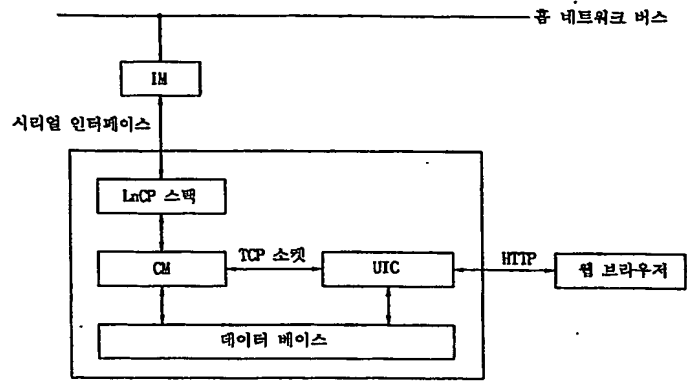 홈 네트워크 버스
IM
시리얼 인터페이스
LnCP 스택
CM
TCP 소켓
UIC
HTTP
웹 브라우저
데이터 베이스